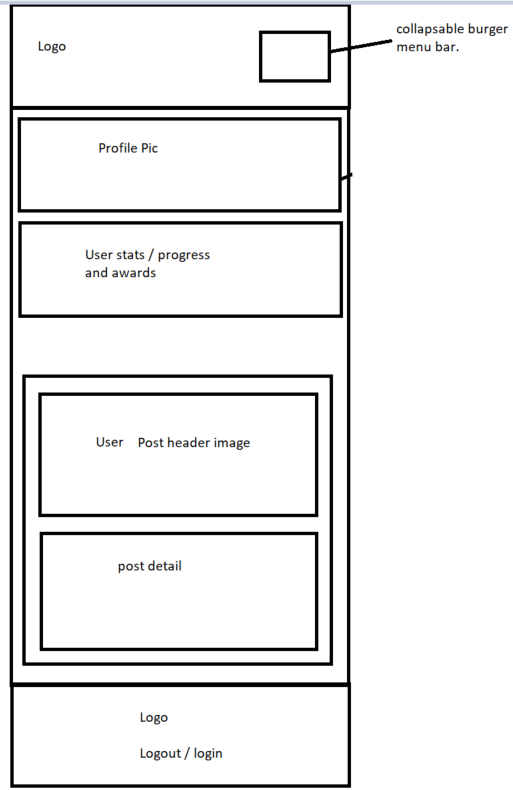 Logo
collapsable burger
menu bar.
Profile Pic
User stats / progress
and awards
User Post header image
post detail
Logo
Logout / login